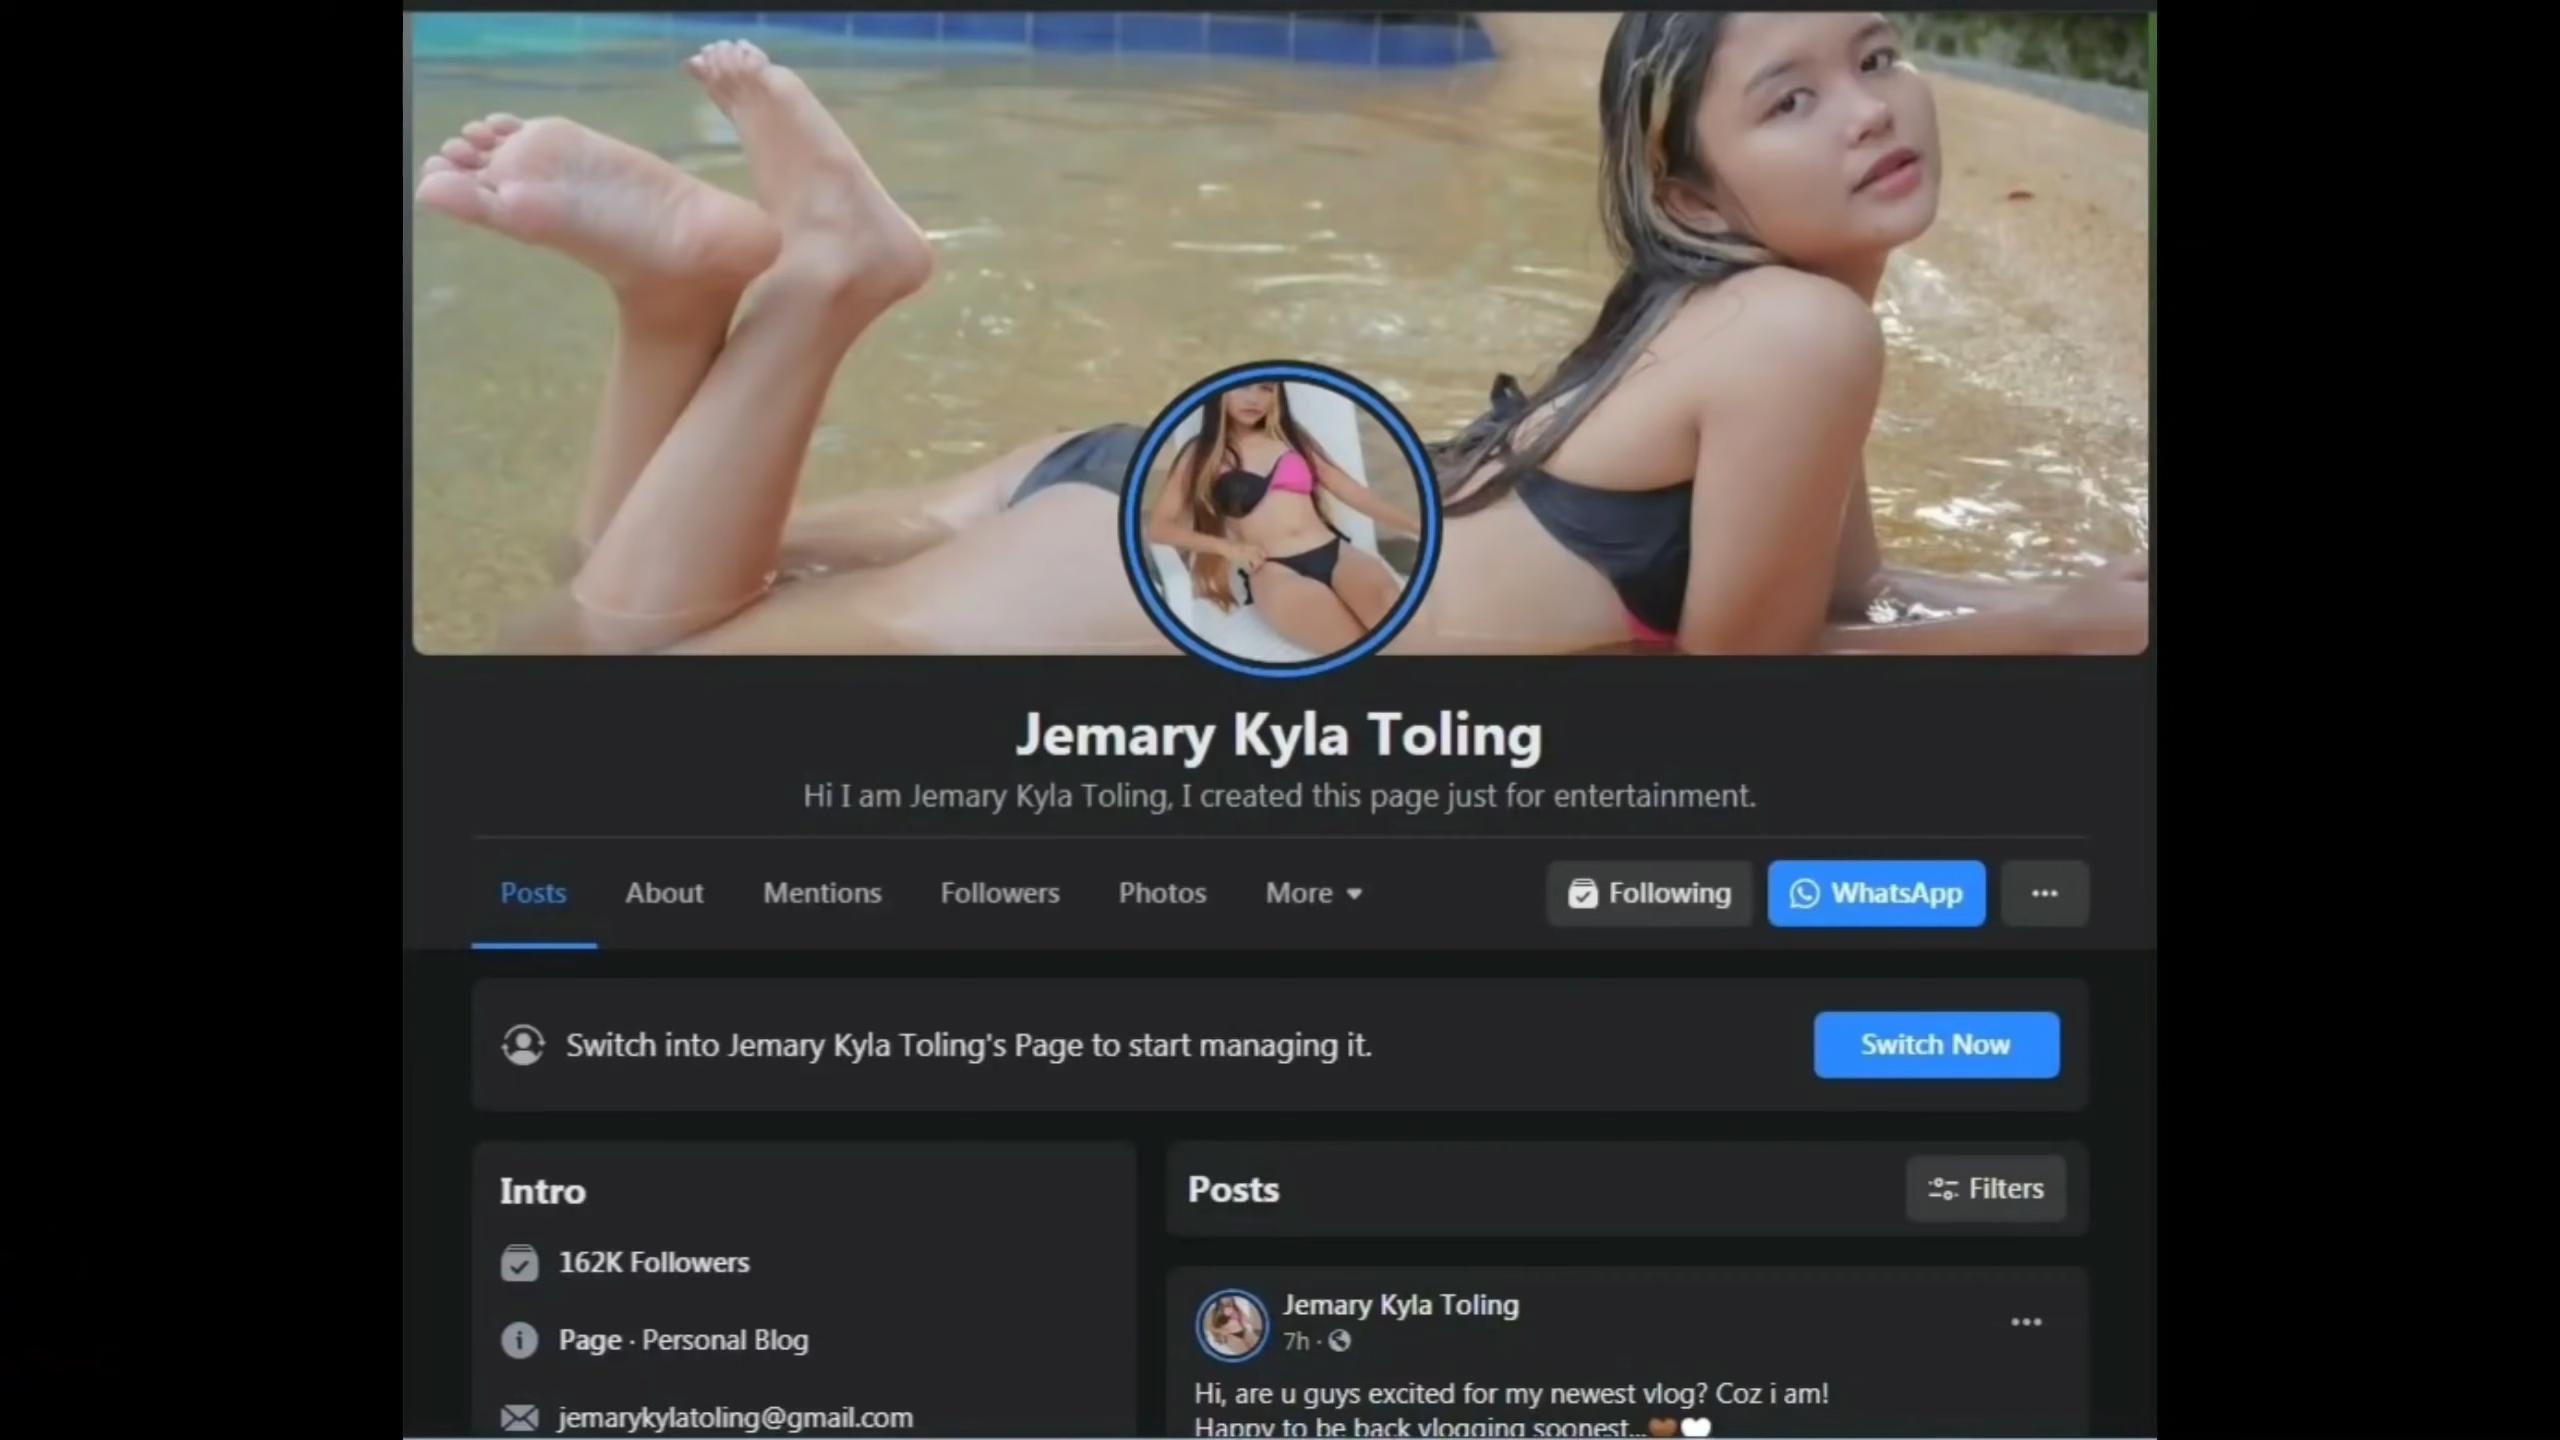 Jemary Kyla Toling
Hi I am Jemary Kyla Toling, I created this page just for entertainment.
Posts
About
Mentions
Followers
Photos
More
Following
WhatsApp
Switch into Jemary Kyla Toling's Page to start managing it.
Switch Now
Intro
162K Followers
Page · Personal Blog
jemarykylatoling@gmail.com
Posts
Filters
Jemary Kyla Toling
7h ·
Hi, are u guys excited for my newest vlog? Coz i am!
Happy to be back vlogging soonest...🤎🤍